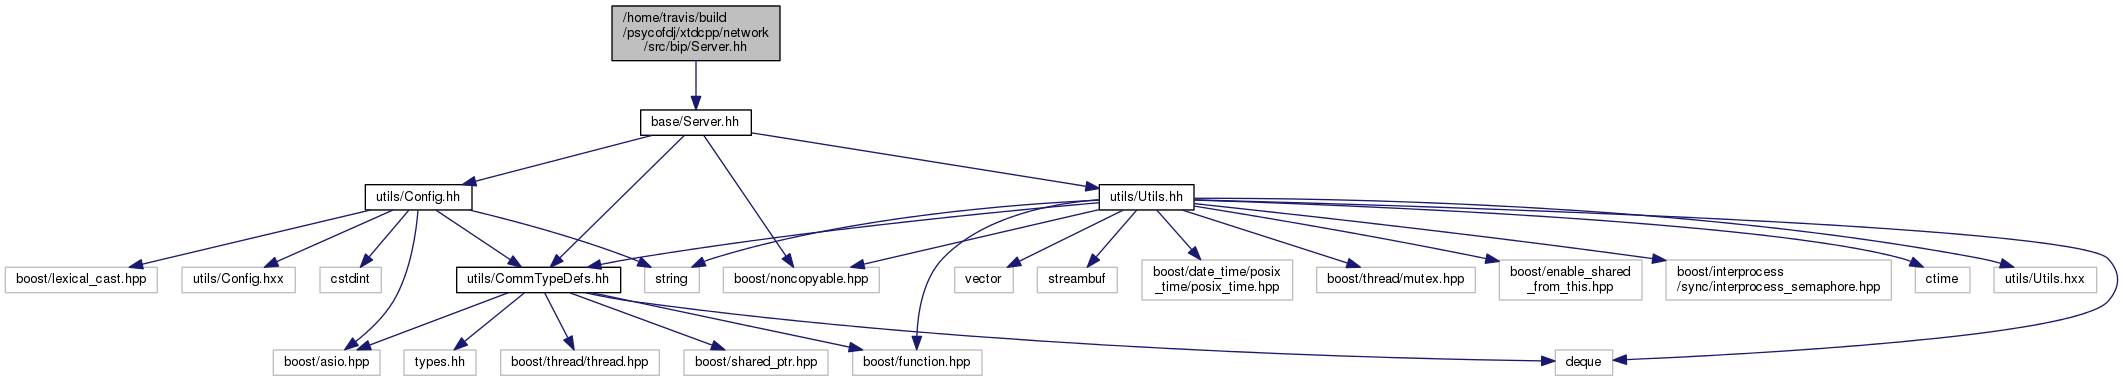 /home/travis/build
/psycofdj/xtdcpp/network
/src/bip/Server.hh
base/Server.hh
utils/Config.hh
utils/Utils.hh
boost/lexical_cast.hpp
utils/Config.hxx
cstdint
utils/CommTypeDefs.hh
string
boost/noncopyable.hpp
vector
streambuf
boost/date_time/posix
_time/posix_time.hpp
boost/thread/mutex.hpp
boost/enable_shared
_from_this.hpp
boost/interprocess
/sync/interprocess_semaphore.hpp
ctime
utils/Utils.hxx
boost/asio.hpp
types.hh
boost/thread/thread.hpp
boost/shared_ptr.hpp
boost/function.hpp
deque